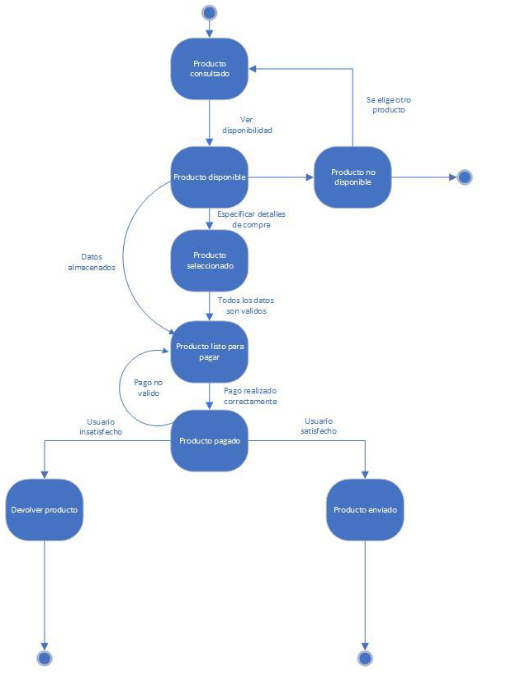 Producto
consultado
Se elige otro
producto
Ver
disponibilidad
Producto disponible
Producto no
disponible
Especificar detalles
de compra
Datos
almacenados
Producto
seleccionado
Todos los datos
son validos
Producto listo para
pagar
Pago no
valido
Pago realizado
correctamente
Usuario
insatisfecho
Usuario
satisfecho
Producto pagado
Devolver producto
Producto enviado